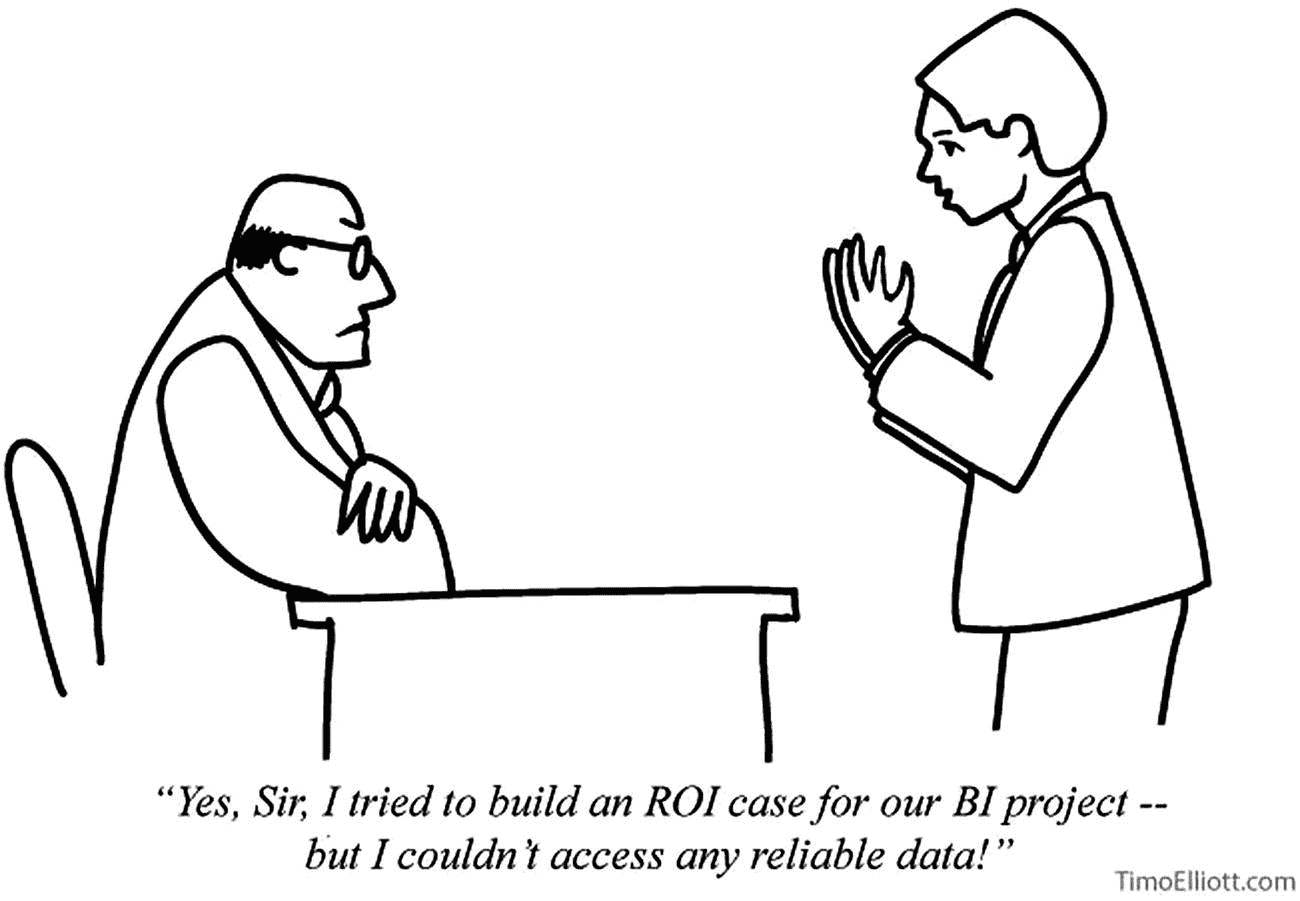 “Yes, Sir, I tried to build an ROI case for our BI project --
but I couldn’t access any reliable data!”
TimoElliott.com